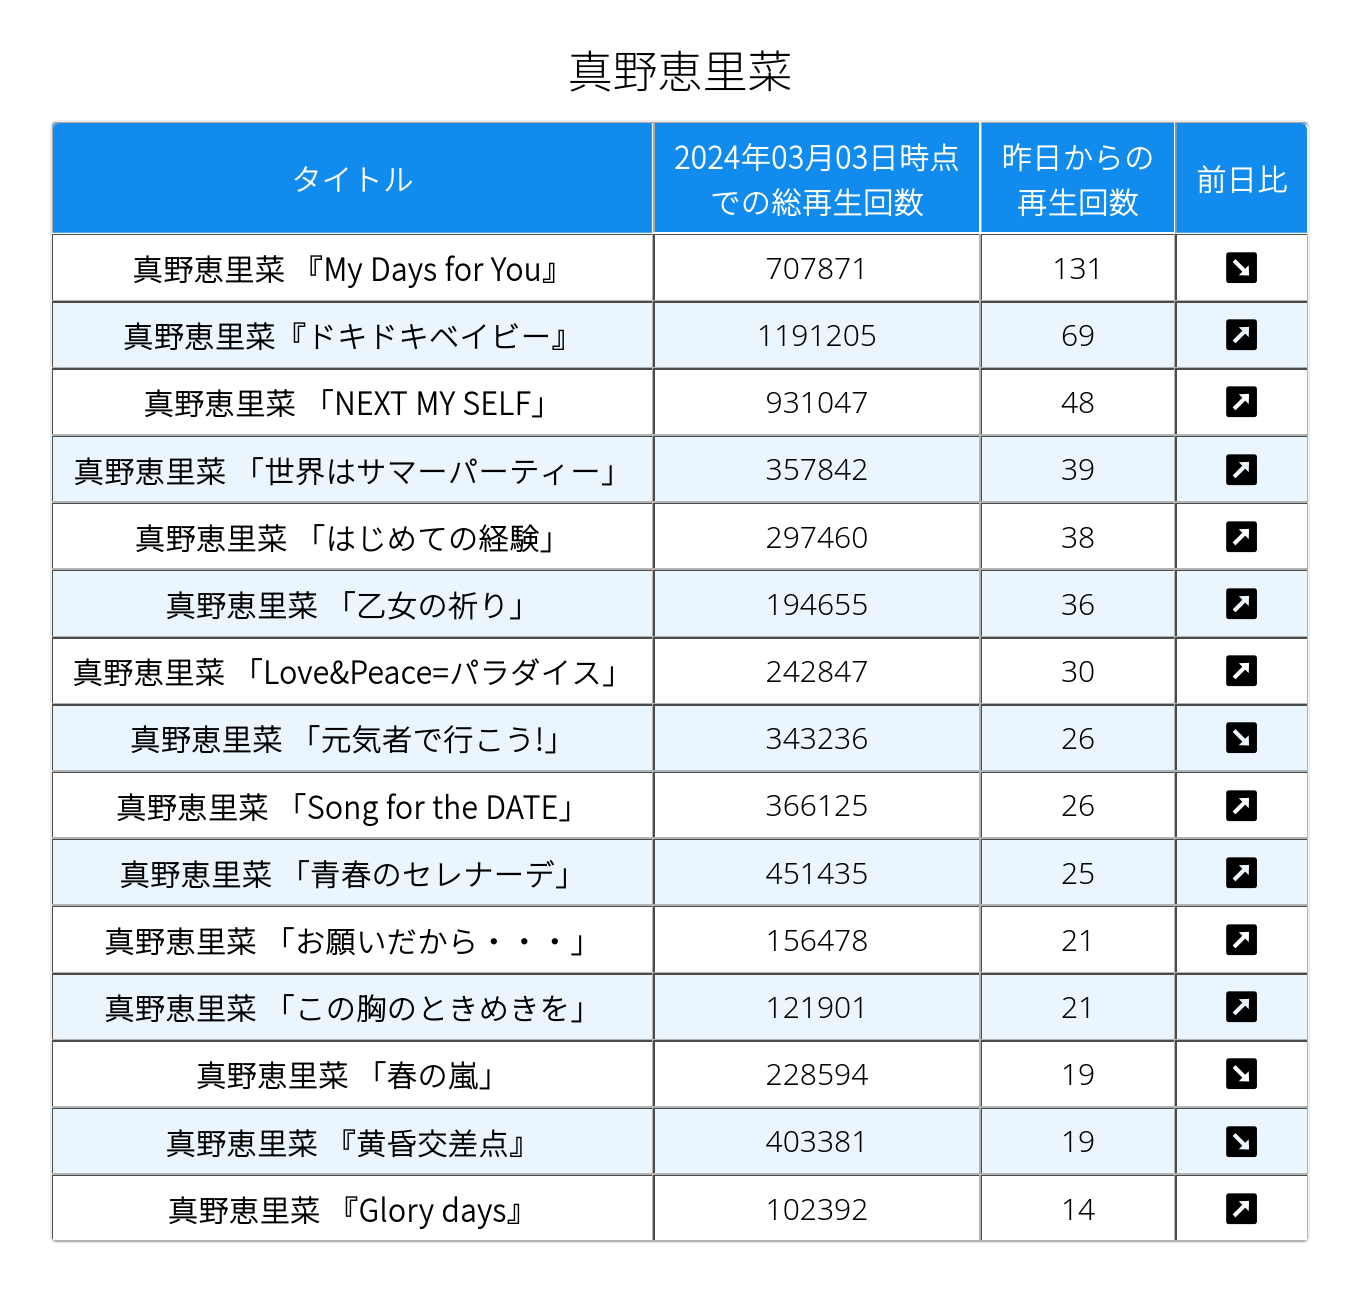 真野恵里菜
タイトル
2024年03月03日時点
での総再生回数
昨日からの
再生回数
前日比
真野恵里菜 『My Days for You』 707871 131 ↘
真野恵里菜『ドキドキベイビー』 1191205 69 ↗
真野恵里菜 「NEXT MY SELF」 931047 48 ↗
真野恵里菜 「世界はサマーパーティー」 357842 39 ↗
真野恵里菜 「はじめての経験」 297460 38 ↗
真野恵里菜 「乙女の祈り」 194655 36 ↗
真野恵里菜 「Love&Peace=パラダイス」 242847 30 ↗
真野恵里菜 「元気者で行こう!」 343236 26 ↘
真野恵里菜 「Song for the DATE」 366125 26 ↗
真野恵里菜 「青春のセレナーデ」 451435 25 ↗
真野恵里菜 「お願いだから・・・」 156478 21 ↗
真野恵里菜 「この胸のときめきを」 121901 21 ↗
真野恵里菜 「春の嵐」 228594 19 ↘
真野恵里菜 『黄昏交差点』 403381 19 ↘
真野恵里菜 『Glory days』 102392 14 ↗